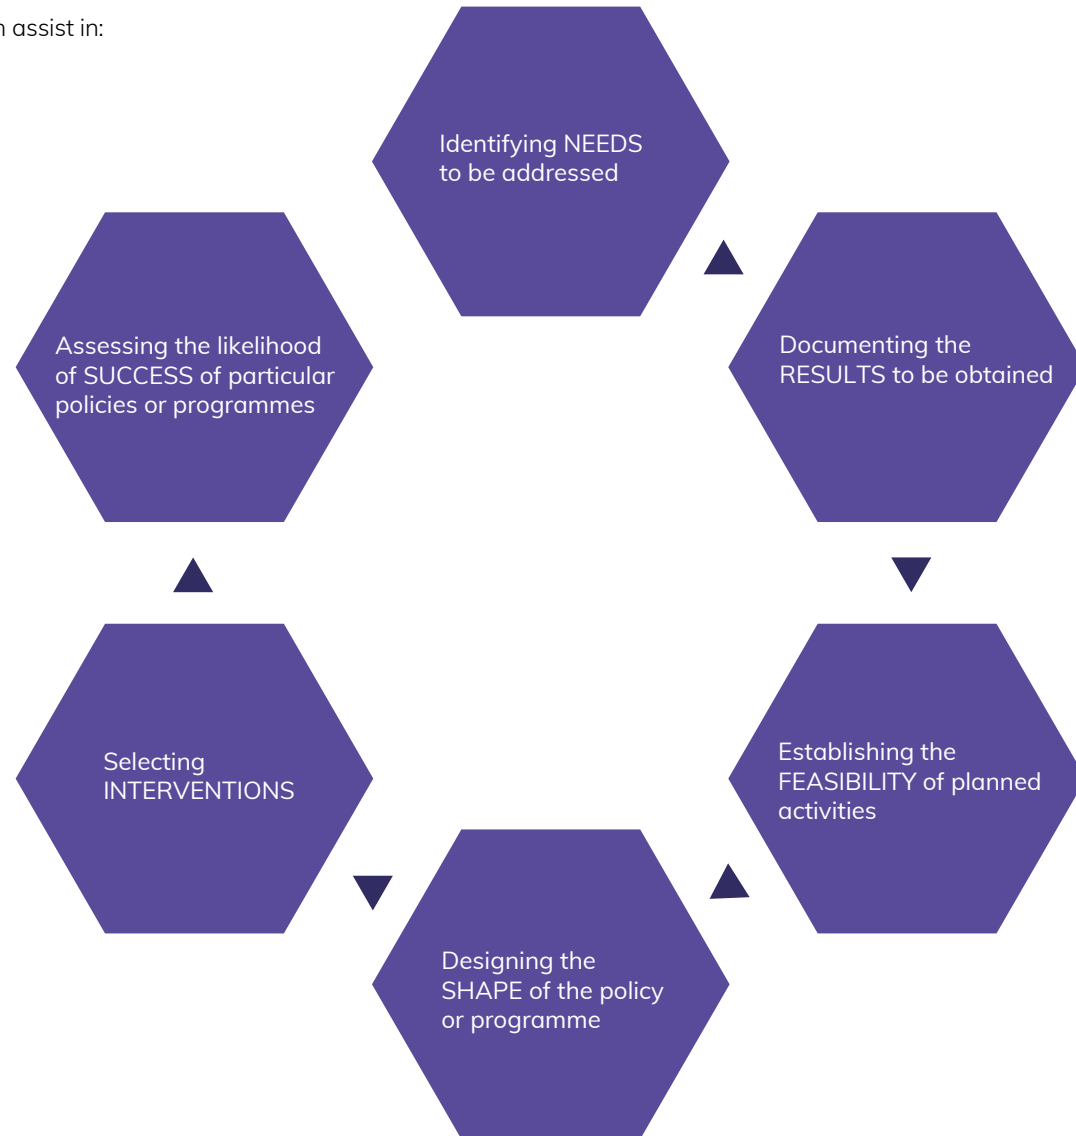 assist in:
Identifying NEEDS
to be addressed
Documenting the
RESULTS to be obtained
Establishing the
FEASIBILITY of planned
activities
Designing the
SHAPE of the policy
or programme
Selecting
INTERVENTIONS
Assessing the likelihood
of SUCCESS of particular
policies or programmes